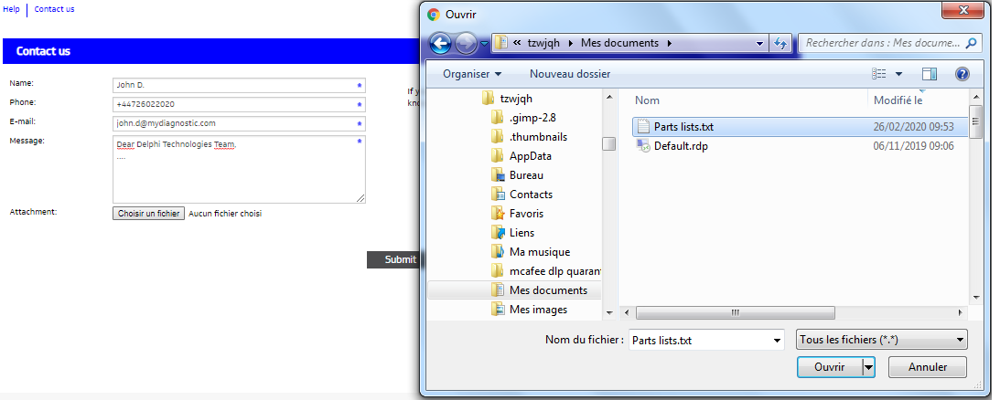 Help Contact us
Contact us
Name:
John D. *
Phone:
+44726022020 *
E-mail:
john.d@mydiagnostic.com *
Message:
Dear Delphi Technologies Team, *
....
Attachment:
Choisir un fichier Aucun fichier choisi
Submit
If y
kno
Ouvrir
« tzwjqh Mes documents
Rechercher dans : Mes docume...
Organiser Nouveau dossier
tzwjqh
.gimp-2.8
.thumbnails
AppData
Bureau
Contacts
Favoris
Liens
Ma musique
mcafee dlp quarant
Mes documents
Mes images
Nom Modifié le
Parts lists.txt 26/02/2020 09:53
Default.rdp 06/11/2019 09:06
Nom du fichier : Parts lists.txt Tous les fichiers (*.*)
Ouvrir Annuler